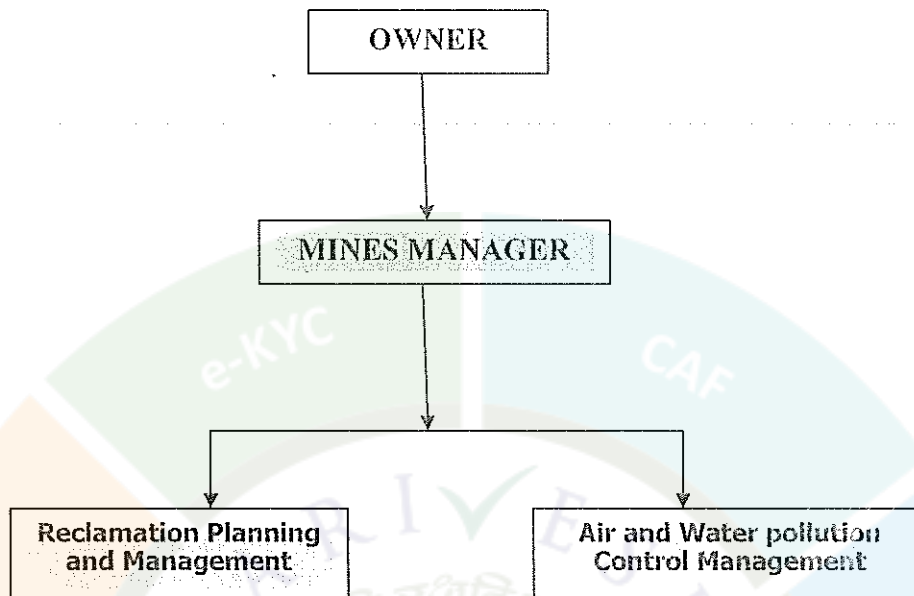 OWNER
MINES MANAGER
e-KYC
CAF
Reclamation Planning
and Management
Air and Water pollution
Control Management